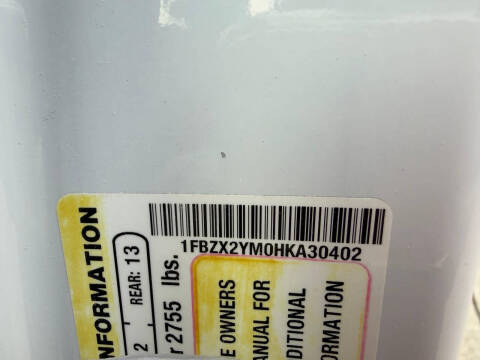 1FBZX2YM0HKA30402
INFORMATION
REAR: 13
2
r 2755 lbs.
E OWNERS
ANUAL FOR
DITIONAL
ORMATION